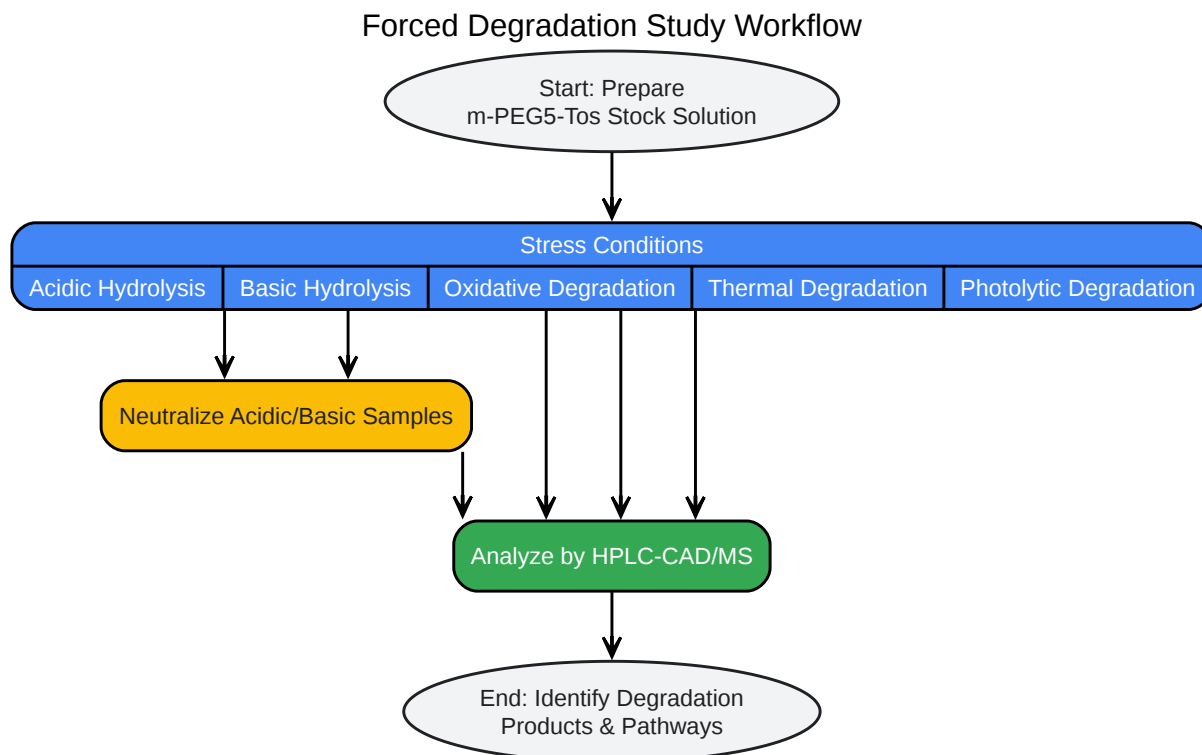 Forced Degradation Study Workflow
Start: Prepare
m-PEG5-Tos Stock Solution
Stress Conditions
Acidic Hydrolysis
Basic Hydrolysis
Oxidative Degradation
Thermal Degradation
Photolytic Degradation
Neutralize Acidic/Basic Samples
Analyze by HPLC-CAD/MS
End: Identify Degradation
Products & Pathways